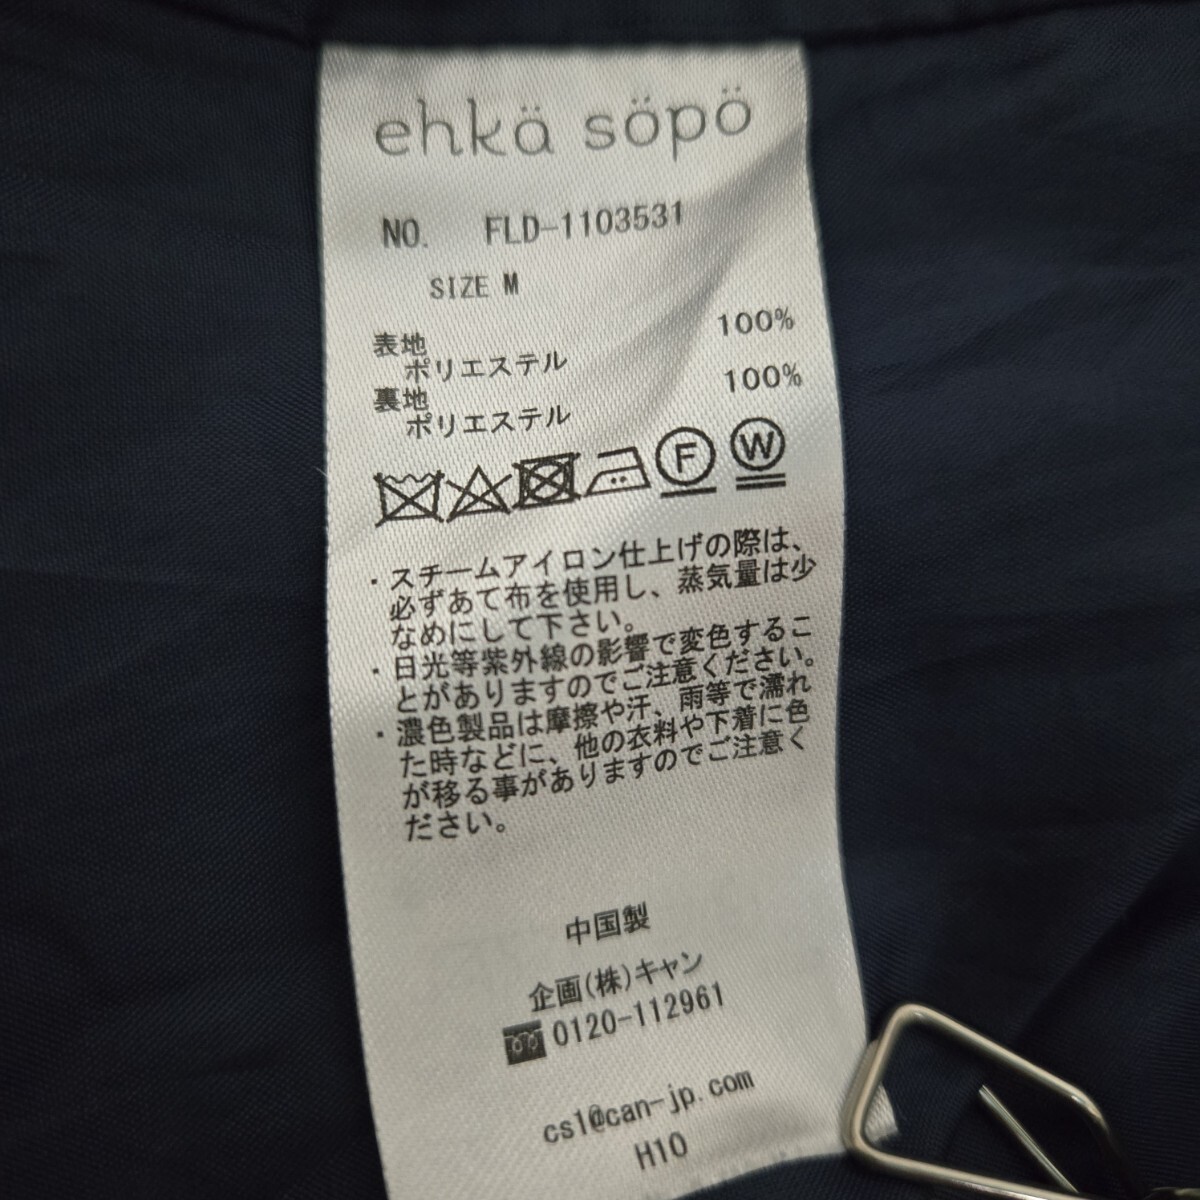 ehkä söpö
NO. FLD-1103531
SIZE M
表地
ポリエステル 100%
裏地
ポリエステル 100%
F W
・スチームアイロン仕上げの際は、
必ずあて布を使用し、蒸気量は少
なめにして下さい。
・日光等紫外線の影響で変色するこ
とがありますのでご注意ください。
・濃色製品は摩擦や汗、雨等で濡れ
た時などに、他の衣料や下着に色
が移る事がありますのでご注意く
ださい。
中国製
企画(株)キャン
0120-112961
cs1@can-jp.com
H10